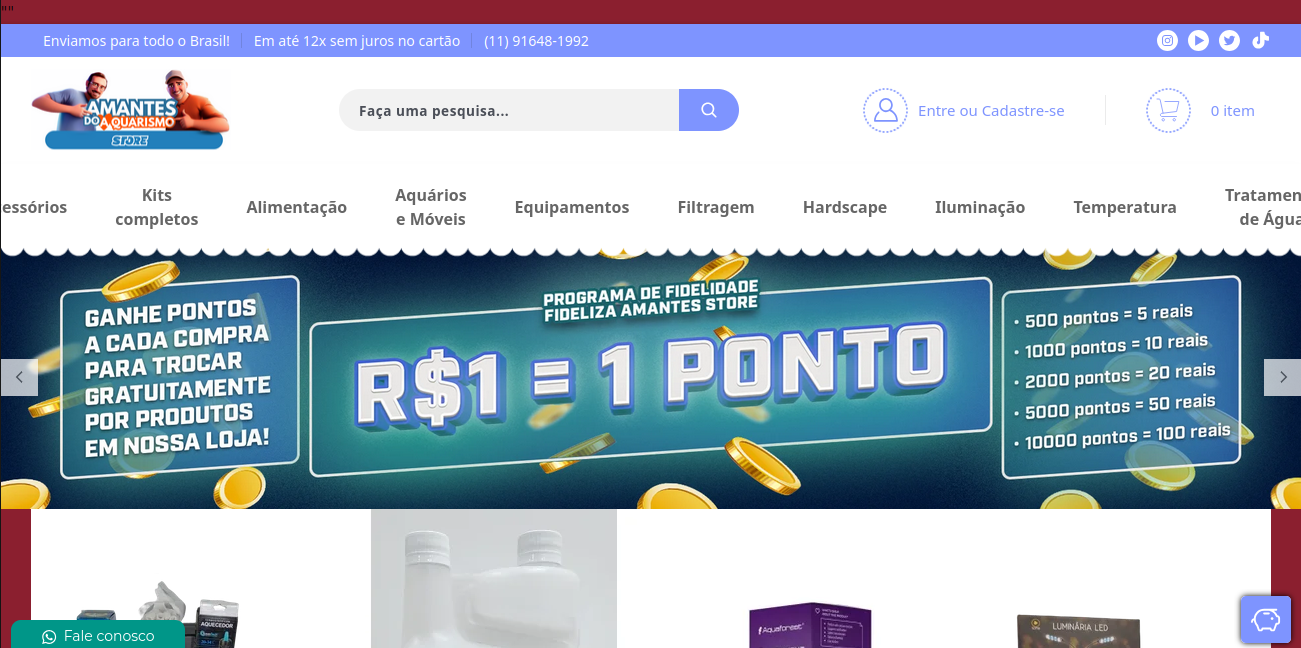 ""
Enviamos para todo o Brasil!
Em até 12x sem juros no cartão
(11) 91648-1992
AMANTES
DO AQUARISMO
STORE
Faça uma pesquisa...
Entre ou Cadastre-se
0 item
essórios
Kits
completos
Alimentação
Aquários
e Móveis
Equipamentos
Filtragem
Hardscape
Iluminação
Temperatura
Tratamen
de Água
GANHE PONTOS
A CADA COMPRA
PARA TROCAR
GRATUITAMENTE
POR PRODUTOS
EM NOSSA LOJA!
PROGRAMA DE FIDELIDADE
FIDELIZA AMANTES STORE
R$1 = 1 PONTO
• 500 pontos = 5 reais
• 1000 pontos = 10 reais
• 2000 pontos = 20 reais
• 5000 pontos = 50 reais
• 10000 pontos = 100 reais
AQUECEDOR
Aquaforest
LUMINÁRIA LED
Fale conosco